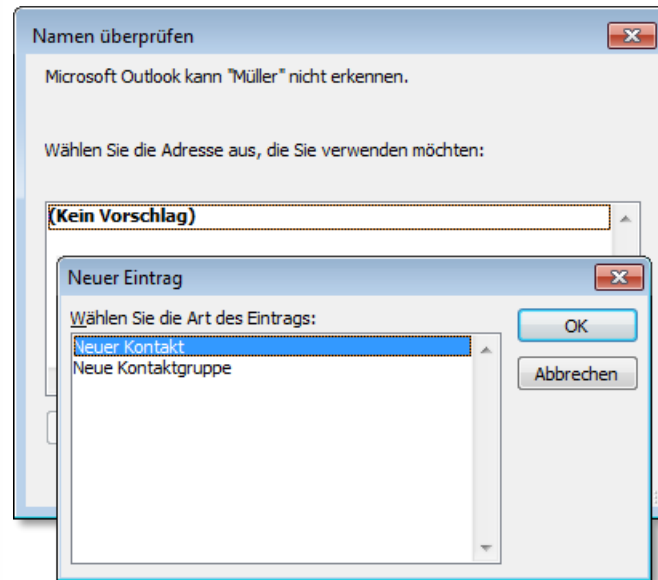 Namen überprüfen
Microsoft Outlook kann "Müller" nicht erkennen.
Wählen Sie die Adresse aus, die Sie verwenden möchten:
(Kein Vorschlag)
Neuer Eintrag
Wählen Sie die Art des Eintrags:
OK
Neuer Kontakt
Neue Kontaktgruppe
Abbrechen